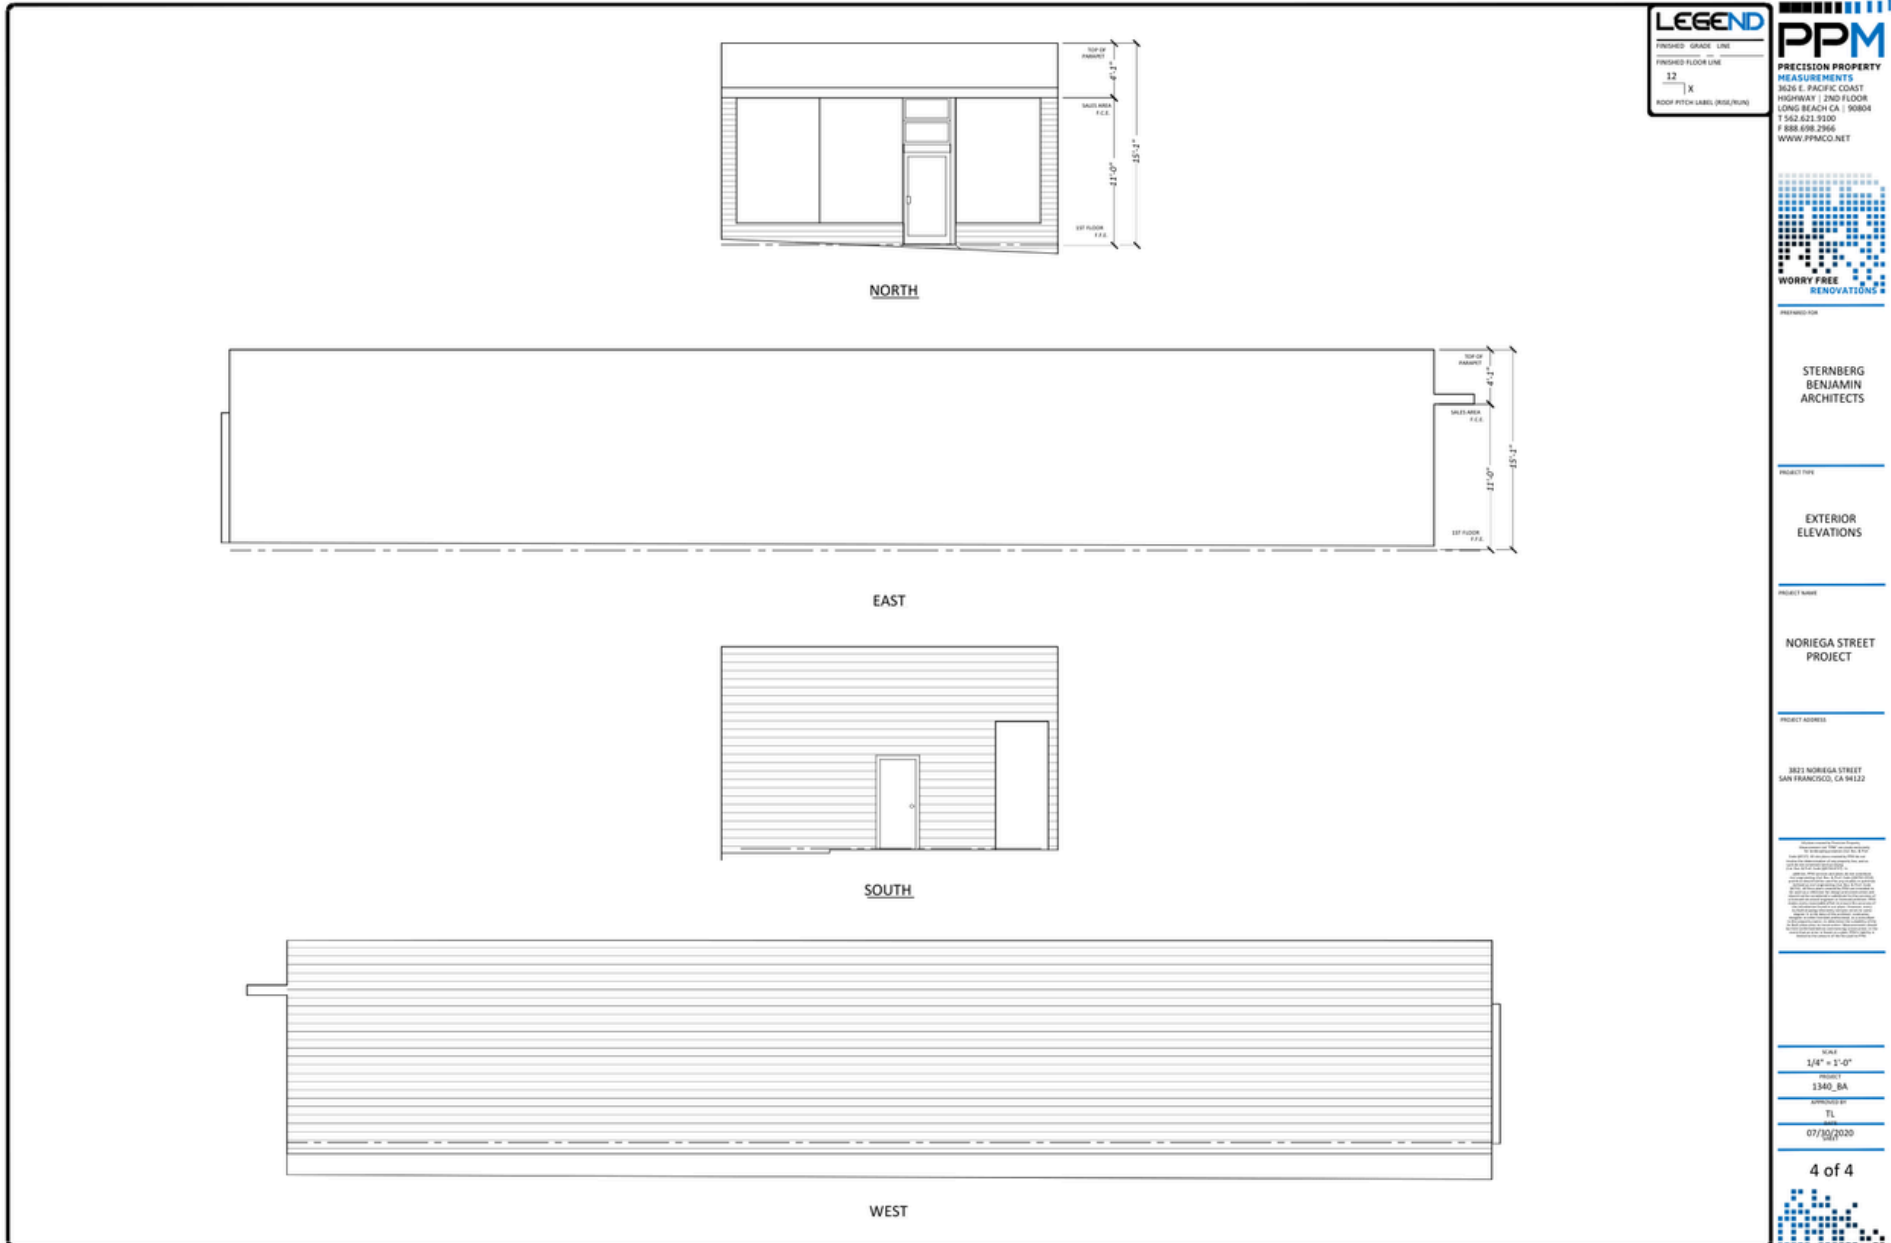 TOP OF
PARAPET
4'-1"
SALES AREA
F.C.E.
11'-0"
15'-1"
1ST FLOOR
F.F.E.
NORTH
TOP OF
PARAPET
4'-1"
SALES AREA
F.C.E.
11'-0"
15'-1"
1ST FLOOR
F.F.E.
EAST
SOUTH
WEST
LEGEND
FINISHED GRADE LINE
FINISHED FLOOR LINE
12
X
ROOF PITCH LABEL (RISE/RUN)
PPM
PRECISION PROPERTY
MEASUREMENTS
3626 E. PACIFIC COAST
HIGHWAY | 2ND FLOOR
LONG BEACH CA | 90804
T 562.621.9100
F 888.698.2966
WWW.PPMCO.NET
WORRY FREE
RENOVATIONS
PREPARED FOR
STERNBERG
BENJAMIN
ARCHITECTS
PROJECT TYPE
EXTERIOR
ELEVATIONS
PROJECT NAME
NORIEGA STREET
PROJECT
PROJECT ADDRESS
3821 NORIEGA STREET
SAN FRANCISCO, CA 94122
SCALE
1/4" = 1'-0"
PROJECT
1340_BA
APPROVED BY
TL
DATE
07/30/2020
SHEET
4 of 4